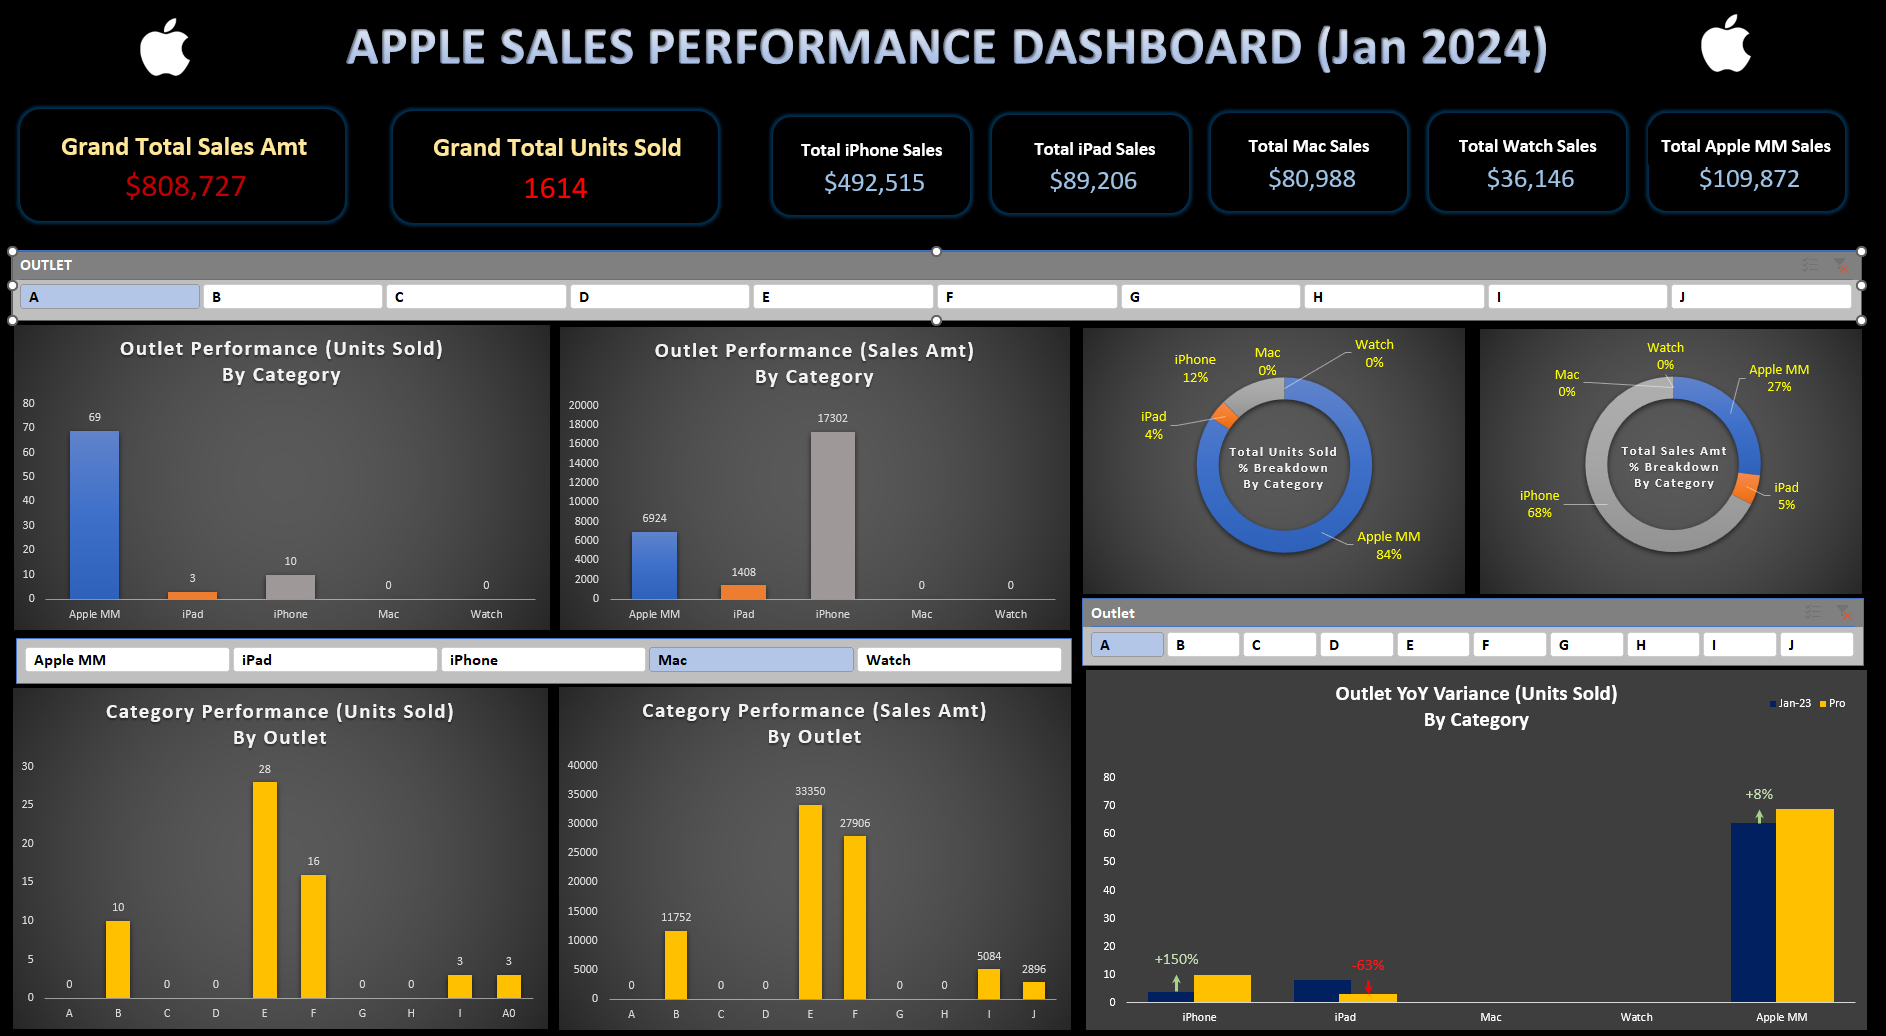 APPLE SALES PERFORMANCE DASHBOARD (Jan 2024)
Grand Total Sales Amt
$808,727
Grand Total Units Sold
1614
Total iPhone Sales
$492,515
Total iPad Sales
$89,206
Total Mac Sales
$80,988
Total Watch Sales
$36,146
Total Apple MM Sales
$109,872
OUTLET
A B C D E F G H I J
Outlet Performance (Units Sold)
By Category
80
70
60
50
40
30
20
10
0
69
3
10
0
0
Apple MM iPad iPhone Mac Watch
Outlet Performance (Sales Amt)
By Category
20000
18000
16000
14000
12000
10000
8000
6000
4000
2000
0
6924
1408
17302
0
0
Apple MM iPad iPhone Mac Watch
iPhone
12%
Mac
0%
Watch
0%
iPad
4%
Total Units Sold
% Breakdown
By Category
Apple MM
84%
Watch
0%
Mac
0%
Apple MM
27%
Total Sales Amt
% Breakdown
By Category
iPhone
68%
iPad
5%
Outlet
A B C D E F G H I J
Apple MM iPad iPhone Mac Watch
Category Performance (Units Sold)
By Outlet
30
25
20
15
10
5
0
0
10
0
0
28
16
0
0
3
3
A B C D E F G H I A0
Category Performance (Sales Amt)
By Outlet
40000
35000
30000
25000
20000
15000
10000
5000
0
0
11752
0
0
33350
27906
0
0
5084
2896
A B C D E F G H I J
Outlet YoY Variance (Units Sold)
By Category
Jan-23 Pro
80
70
60
50
40
30
20
10
0
+150%
-63%
+8%
iPhone iPad Mac Watch Apple MM